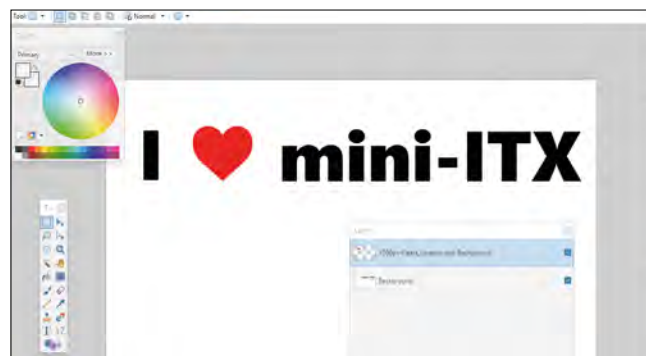 Tool
Normal
Primary
More >>
I mini-ITX
Background